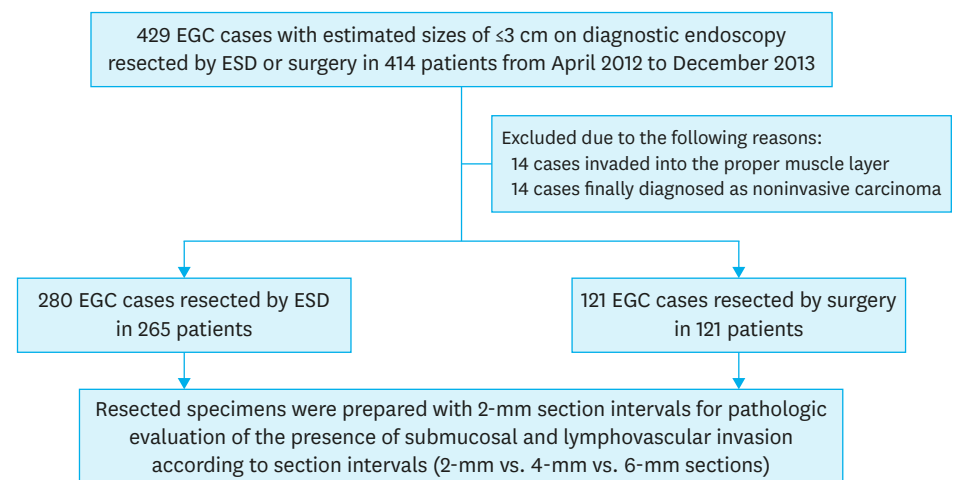 429 EGC cases with estimated sizes of ≤3 cm on diagnostic endoscopy
resected by ESD or surgery in 414 patients from April 2012 to December 2013
Excluded due to the following reasons:
14 cases invaded into the proper muscle layer
14 cases finally diagnosed as noninvasive carcinoma
280 EGC cases resected by ESD
in 265 patients
121 EGC cases resected by surgery
in 121 patients
Resected specimens were prepared with 2-mm section intervals for pathologic
evaluation of the presence of submucosal and lymphovascular invasion
according to section intervals (2-mm vs. 4-mm vs. 6-mm sections)